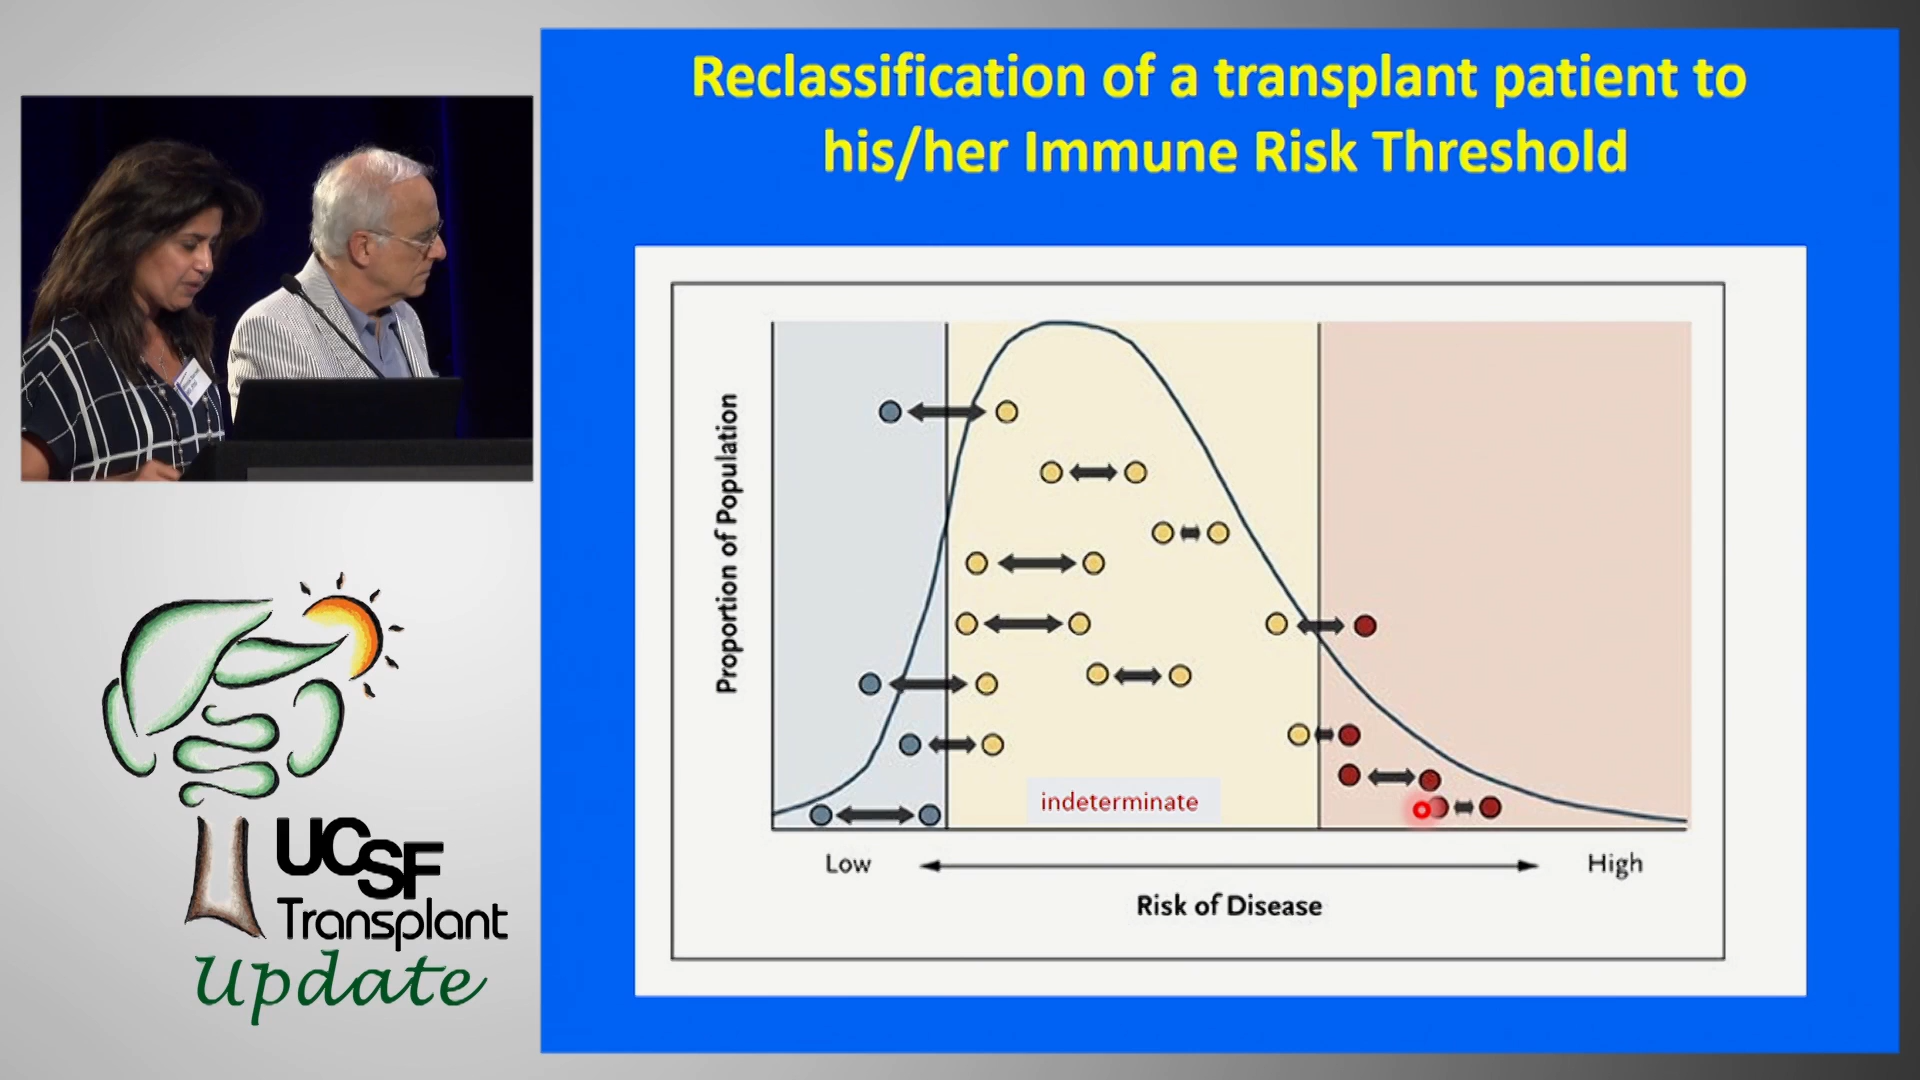 Reclassification of a transplant patient to
his/her Immune Risk Threshold
Proportion of Population
indeterminate
Low
High
Risk of Disease
UCSF
Transplant
Update